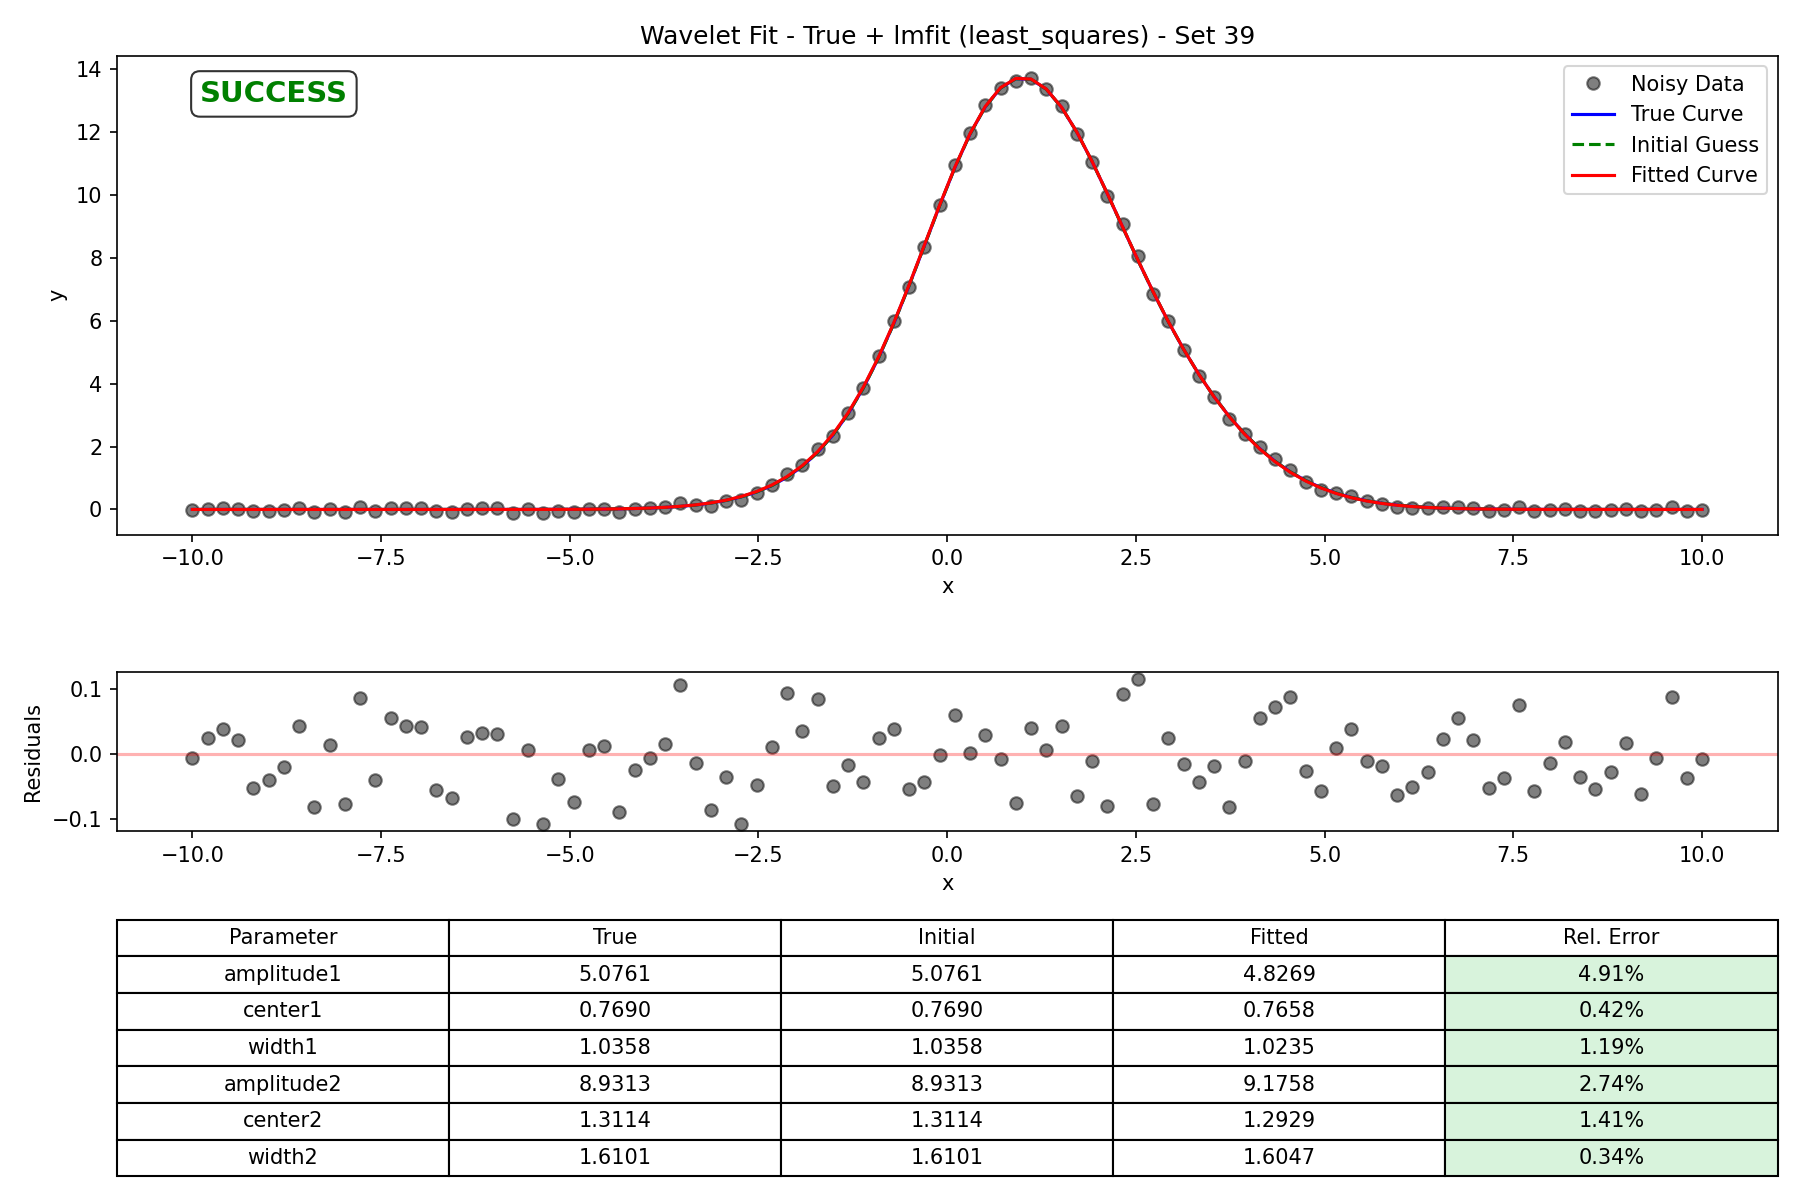 Wavelet Fit - True + lmfit (least_squares) - Set 39
SUCCESS
Noisy Data
True Curve
Initial Guess
Fitted Curve
14
12
10
8
6
4
2
0
y
−10.0 −7.5 −5.0 −2.5 0.0 2.5 5.0 7.5 10.0
x
0.1
0.0
−0.1
Residuals
−10.0 −7.5 −5.0 −2.5 0.0 2.5 5.0 7.5 10.0
x
Parameter True Initial Fitted Rel. Error
amplitude1 5.0761 5.0761 4.8269 4.91%
center1 0.7690 0.7690 0.7658 0.42%
width1 1.0358 1.0358 1.0235 1.19%
amplitude2 8.9313 8.9313 9.1758 2.74%
center2 1.3114 1.3114 1.2929 1.41%
width2 1.6101 1.6101 1.6047 0.34%